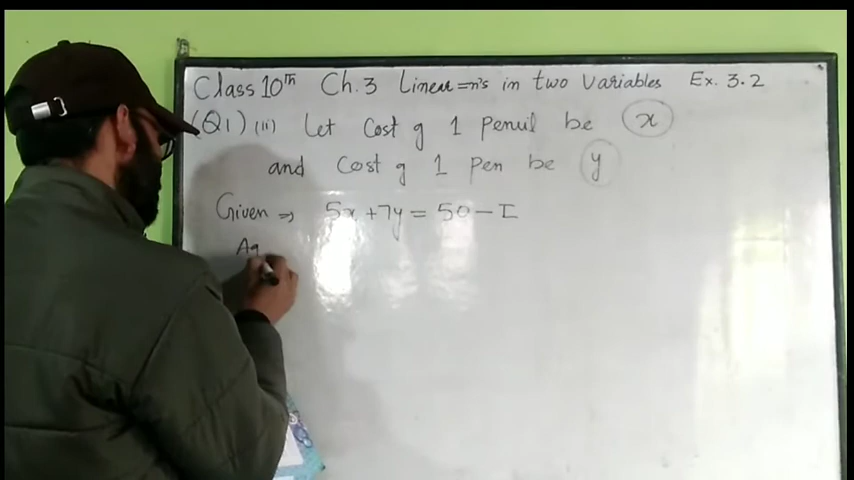 Class 10th Ch.3 Linear =n's in two Variables Ex. 3.2
(Q1) (ii) Let Cost of 1 Pencil be x
and Cost of 1 Pen be y
Given ⇒ 5x + 7y = 50 – I
Ag